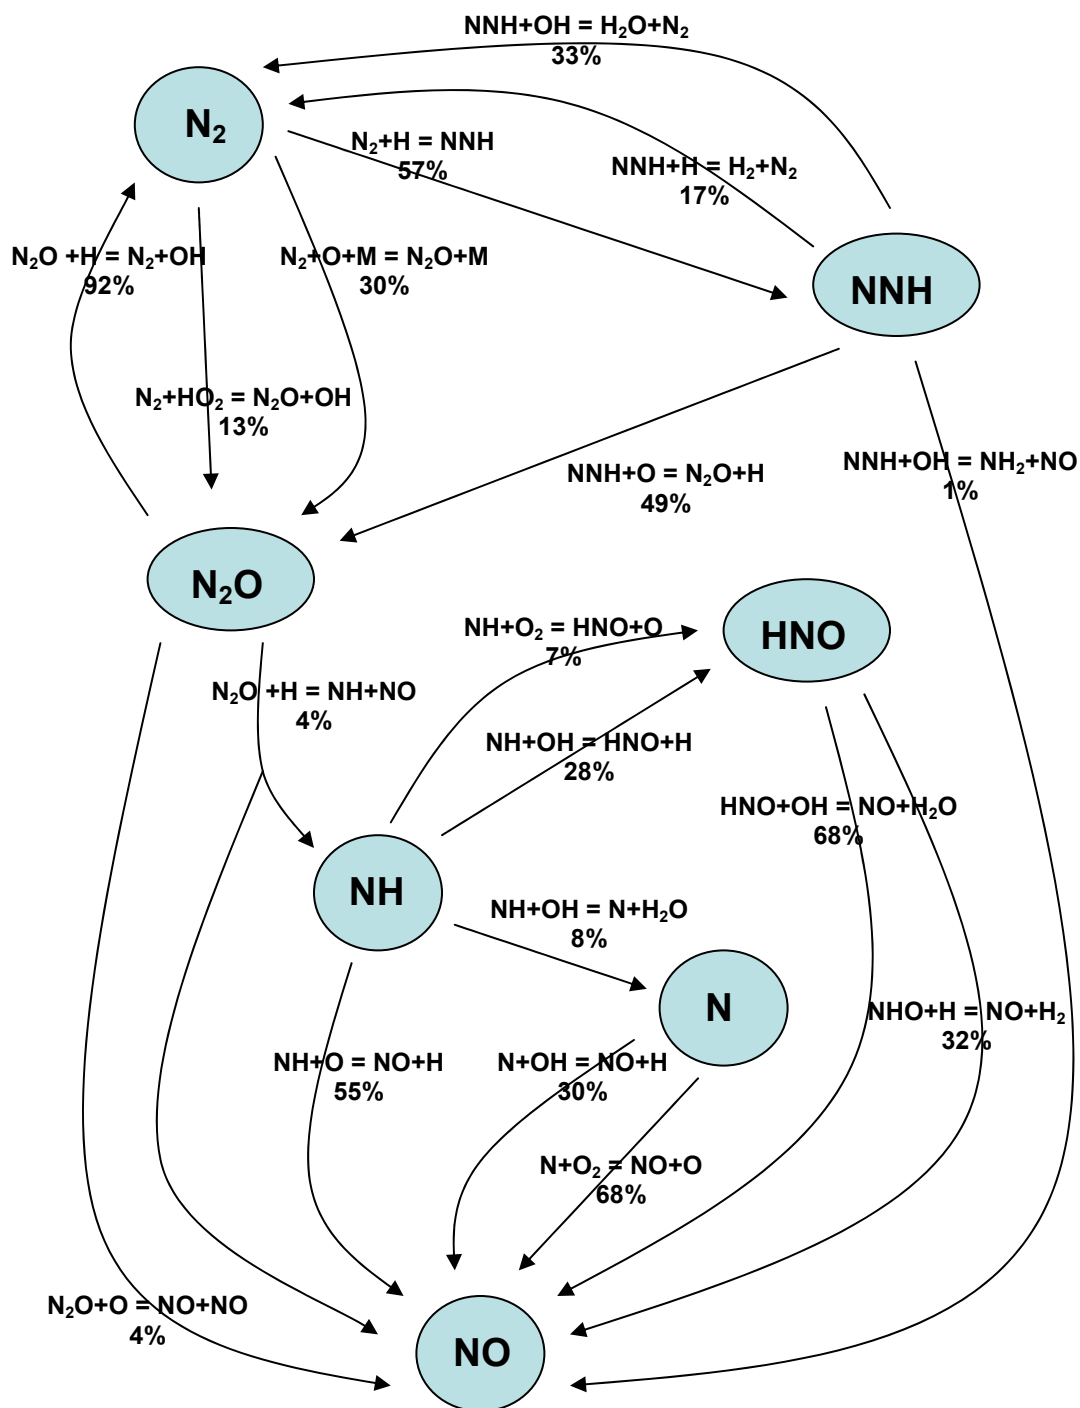 NNH+OH = H₂O+N₂
33%
N₂
N₂+H = NNH
57%
NNH+H = H₂+N₂
17%
N₂O +H = N₂+OH
92%
N₂+O+M = N₂O+M
30%
NNH
N₂+HO₂ = N₂O+OH
13%
NNH+O = N₂O+H
49%
NNH+OH = NH₂+NO
1%
N₂O
NH+O₂ = HNO+O
7%
HNO
N₂O +H = NH+NO
4%
NH+OH = HNO+H
28%
HNO+OH = NO+H₂O
68%
NH
NH+OH = N+H₂O
8%
N
NHO+H = NO+H₂
32%
NH+O = NO+H
55%
N+OH = NO+H
30%
N+O₂ = NO+O
68%
N₂O+O = NO+NO
4%
NO